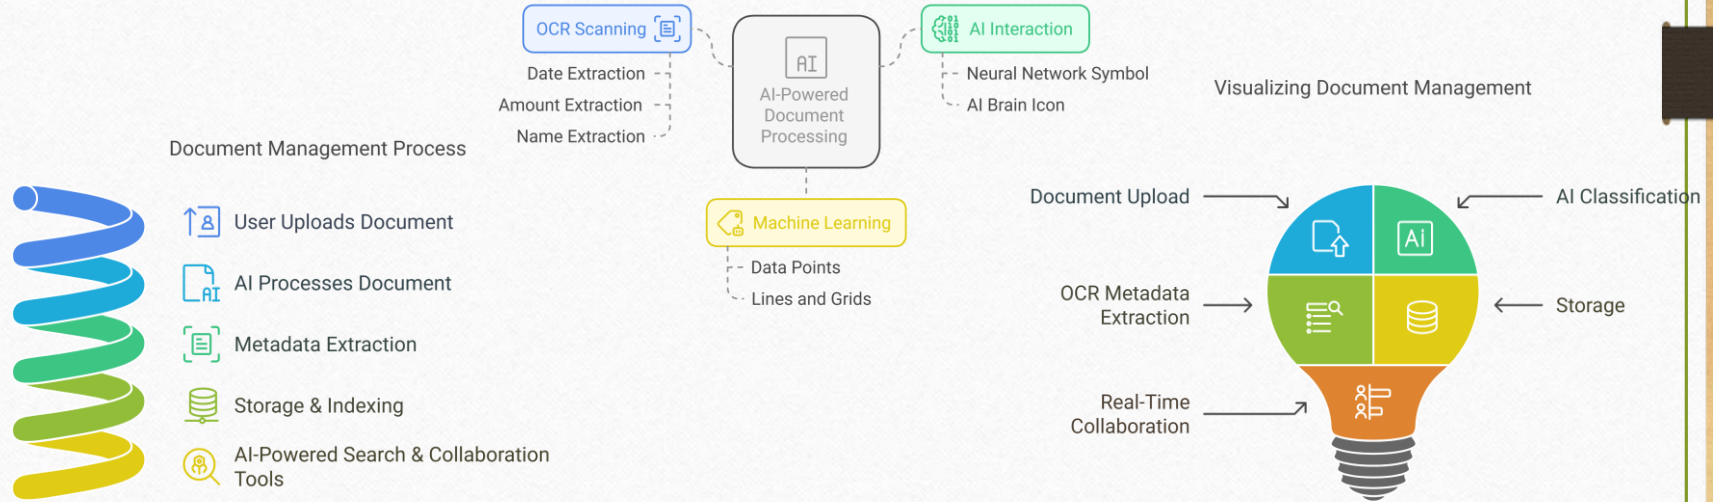 Document Management Process
User Uploads Document
AI Processes Document
Metadata Extraction
Storage & Indexing
AI-Powered Search & Collaboration
Tools
OCR Scanning
Date Extraction
Amount Extraction
Name Extraction
AI
AI-Powered
Document
Processing
AI Interaction
Neural Network Symbol
AI Brain Icon
Machine Learning
Data Points
Lines and Grids
Visualizing Document Management
Document Upload
AI Classification
Ai
OCR Metadata
Extraction
Storage
Real-Time
Collaboration